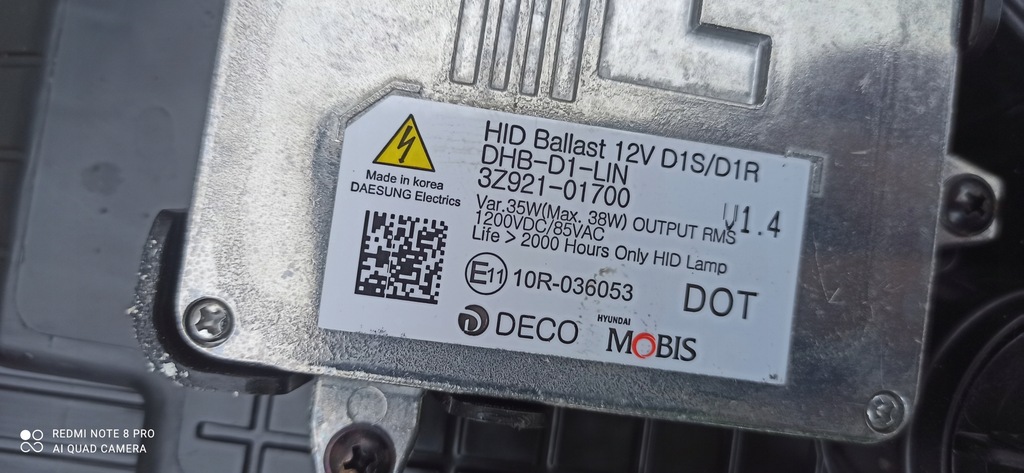 HID Ballast 12V D1S/D1R
DHB-D1-LIN
3Z921-01700
V1.4
Made in korea
DAESUNG Electrics
Var.35W(Max. 38W) OUTPUT RMS
1200VDC/85VAC
Life > 2000 Hours Only HID Lamp
E11 10R-036053
DOT
DECO
HYUNDAI
MOBIS
REDMI NOTE 8 PRO
AI QUAD CAMERA